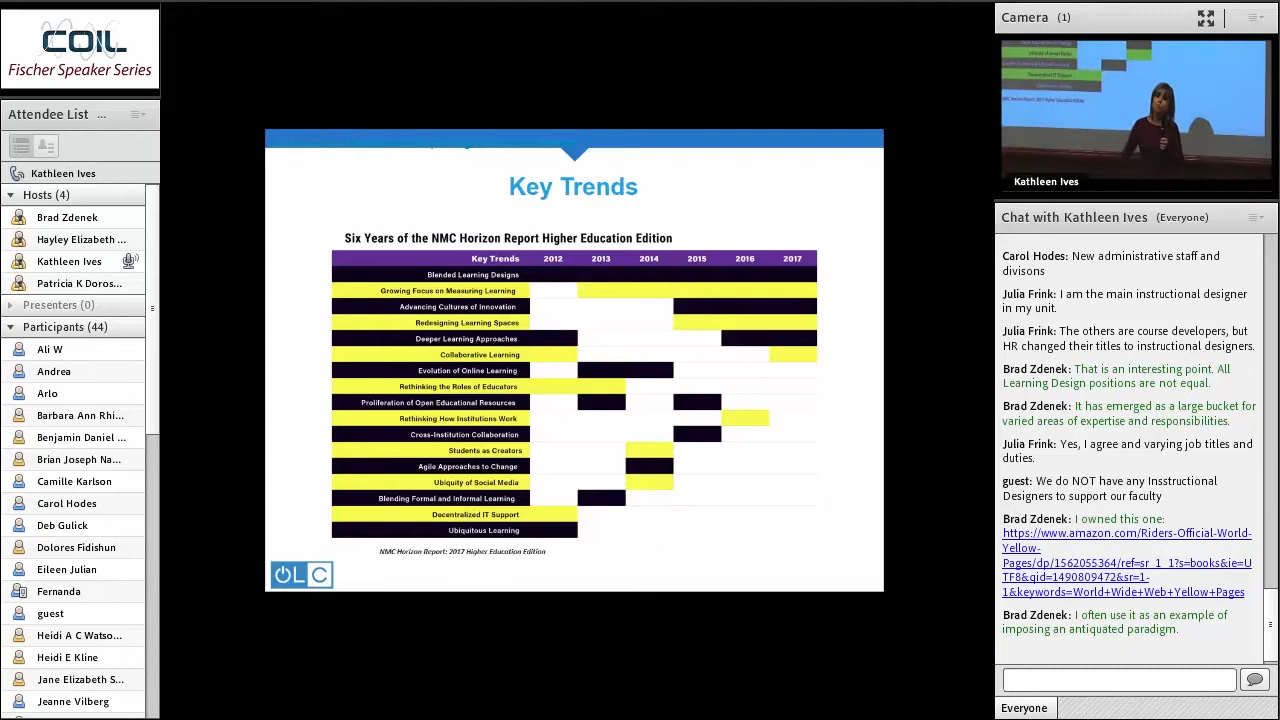 COIL
Fischer Speaker Series
Attendee List ...
Kathleen Ives
Hosts (4)
Brad Zdenek
Hayley Elizabeth ...
Kathleen Ives
Patricia K Doros...
Presenters (0)
Participants (44)
Ali W
Andrea
Arlo
Barbara Ann Rhi...
Benjamin Daniel ...
Brian Joseph Na...
Camille Karlson
Carol Hodes
Deb Gulick
Dolores Fidishun
Eileen Julian
Fernanda
guest
Heidi A C Watso...
Heidi E Kline
Jane Elizabeth S...
Jeanne Vilberg
Key Trends
Six Years of the NMC Horizon Report Higher Education Edition
Key Trends 2012 2013 2014 2015 2016 2017
Blended Learning Designs
Growing Focus on Measuring Learning
Advancing Cultures of Innovation
Redesigning Learning Spaces
Deeper Learning Approaches
Collaborative Learning
Evolution of Online Learning
Rethinking the Roles of Educators
Proliferation of Open Educational Resources
Rethinking How Institutions Work
Cross-Institution Collaboration
Students as Creators
Agile Approaches to Change
Ubiquity of Social Media
Blending Formal and Informal Learning
Decentralized IT Support
Ubiquitous Learning
NMC Horizon Report: 2017 Higher Education Edition
OLC
Camera (1)
Kathleen Ives
Chat with Kathleen Ives (Everyone)
Carol Hodes: New administrative staff and
divisons
Julia Frink: I am the main instructional designer
in my unit.
Julia Frink: The others are course developers, but
HR changed their titles to instructional designers.
Brad Zdenek: That is an interesting point. All
Learning Design positions are not equal.
Brad Zdenek: It has emerged as a large bucket for
varied areas of expertise and responsibilities.
Julia Frink: Yes, I agree and varying job titles and
duties.
guest: We do NOT have any Insstructional
Designers to support our faculty
Brad Zdenek: I owned this one:
https://www.amazon.com/Riders-Official-World-
Yellow-
Pages/dp/1562055364/ref=sr_1_1?s=books&ie=U
TF8&qid=1490809472&sr=1-
1&keywords=World+Wide+Web+Yellow+Pages
Brad Zdenek: I often use it as an example of
imposing an antiquated paradigm.
Everyone